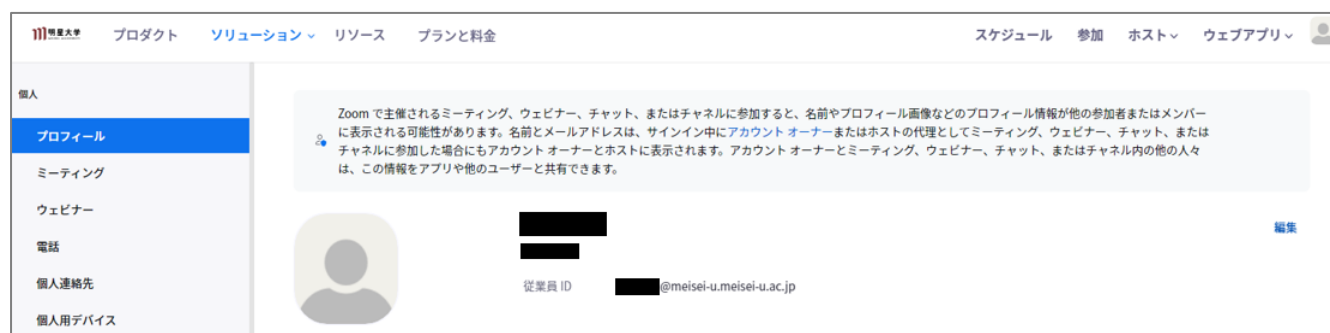 明星大学 プロダクト ソリューション リソース プランと料金 スケジュール 参加 ホスト ウェブアプリ
個人
プロフィール
ミーティング
ウェビナー
電話
個人連絡先
個人用デバイス
Zoom で主催されるミーティング、ウェビナー、チャット、またはチャネルに参加すると、名前やプロフィール画像などのプロフィール情報が他の参加者またはメンバー
に表示される可能性があります。名前とメールアドレスは、サインイン中にアカウント オーナーまたはホストの代理としてミーティング、ウェビナー、チャット、または
チャネルに参加した場合にもアカウント オーナーとホストに表示されます。アカウント オーナーとミーティング、ウェビナー、チャット、またはチャネル内の他の人々
は、この情報をアプリや他のユーザーと共有できます。
編集
従業員 ID @meisei-u.meisei-u.ac.jp